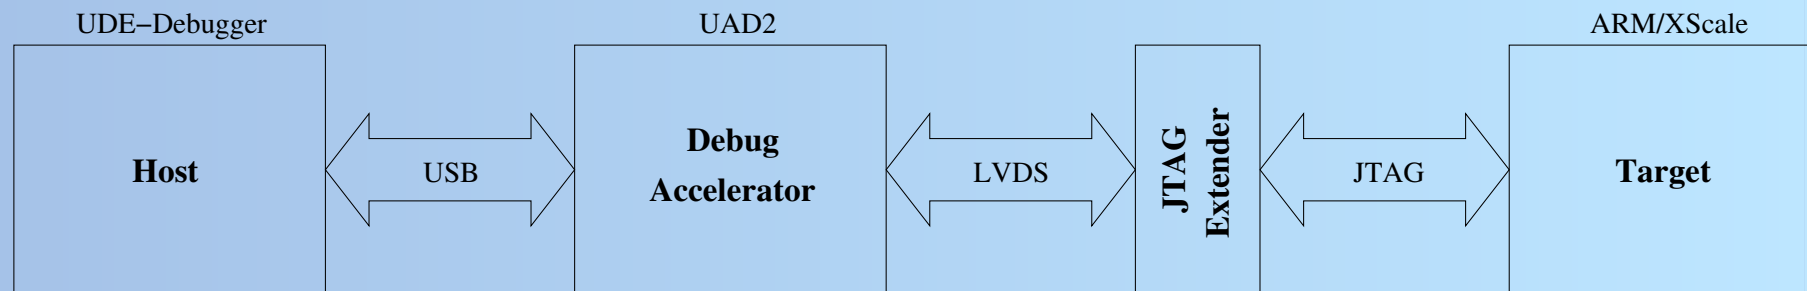 UDE−Debugger
UAD2
ARM/XScale
Host
USB
Debug
Accelerator
LVDS
JTAG
Extender
JTAG
Target